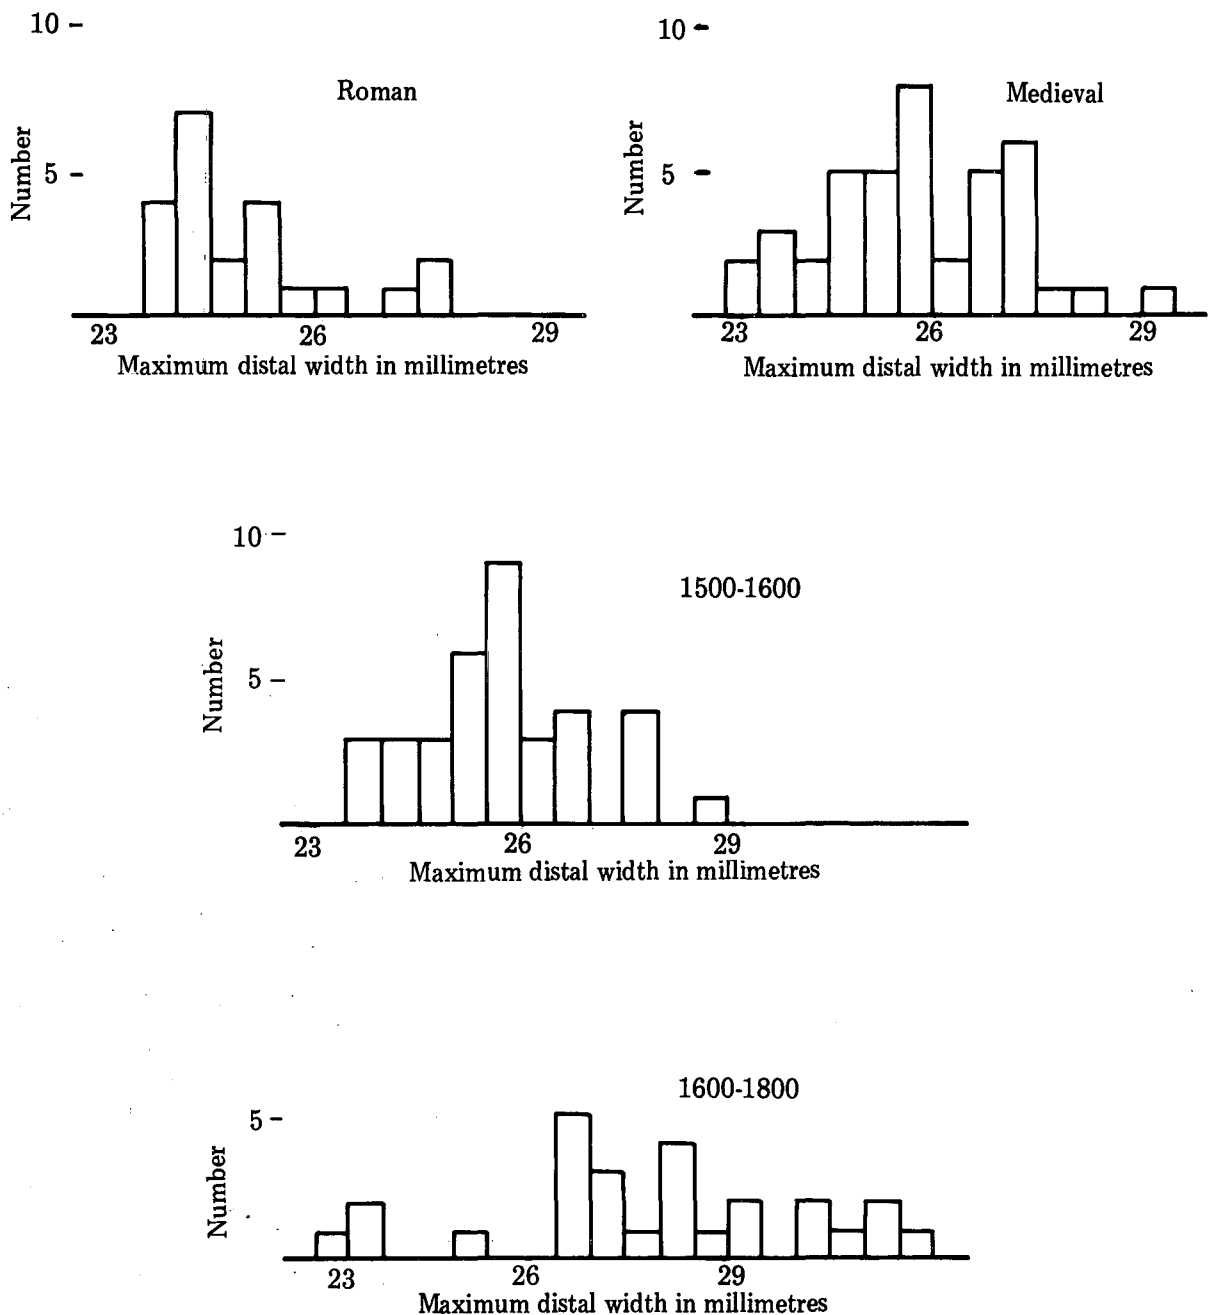 10
Roman
Number
5
23 26 29
Maximum distal width in millimetres
10
Medieval
Number
5
23 26 29
Maximum distal width in millimetres
10
1500-1600
Number
5
23 26 29
Maximum distal width in millimetres
1600-1800
5
Number
23 26 29
Maximum distal width in millimetres